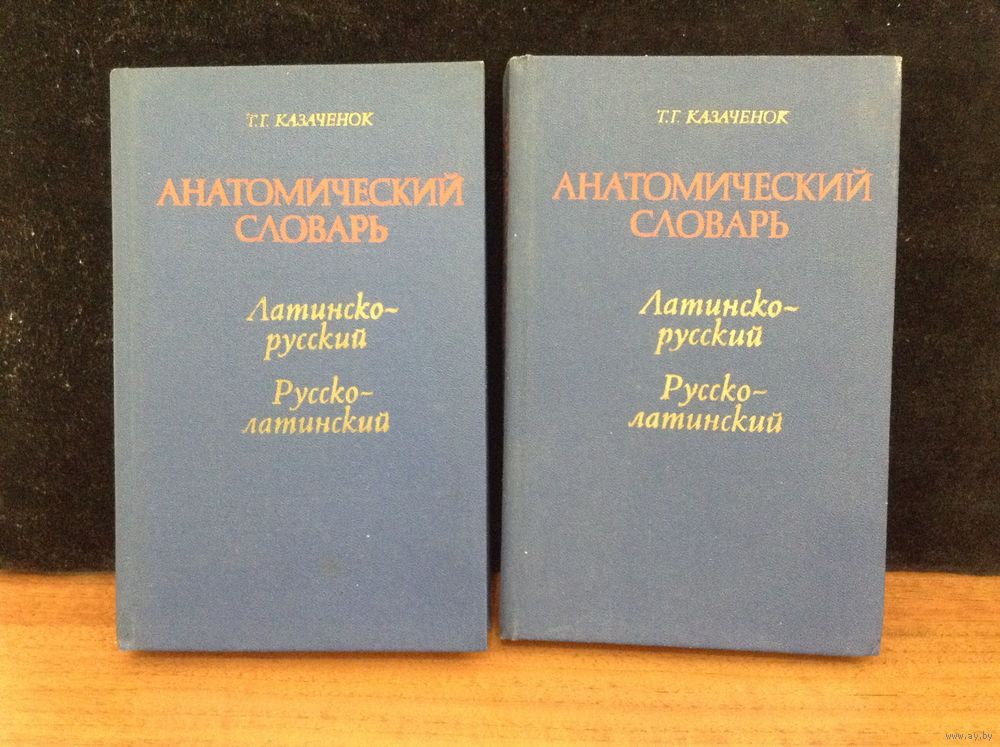 Т.Г. КАЗАЧЕНОК
АНАТОМИЧЕСКИЙ
СЛОВАРЬ
Латинско-
русский
Русско-
латинский
Т.Г. КАЗАЧЕНОК
АНАТОМИЧЕСКИЙ
СЛОВАРЬ
Латинско-
русский
Русско-
латинский
www.ay.by